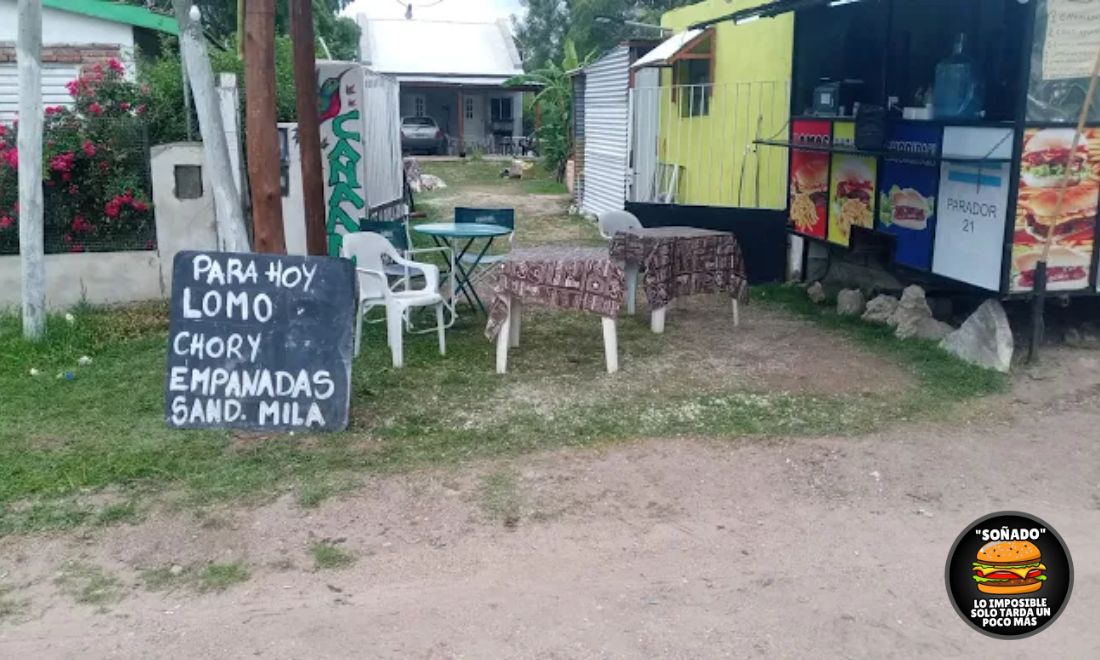 PARA HOY
LOMO
CHORY
EMPANADAS
SAND. MILA
PARADOR
21
"SOÑADO"
LO IMPOSIBLE
SOLO TARDA UN
POCO MÁS